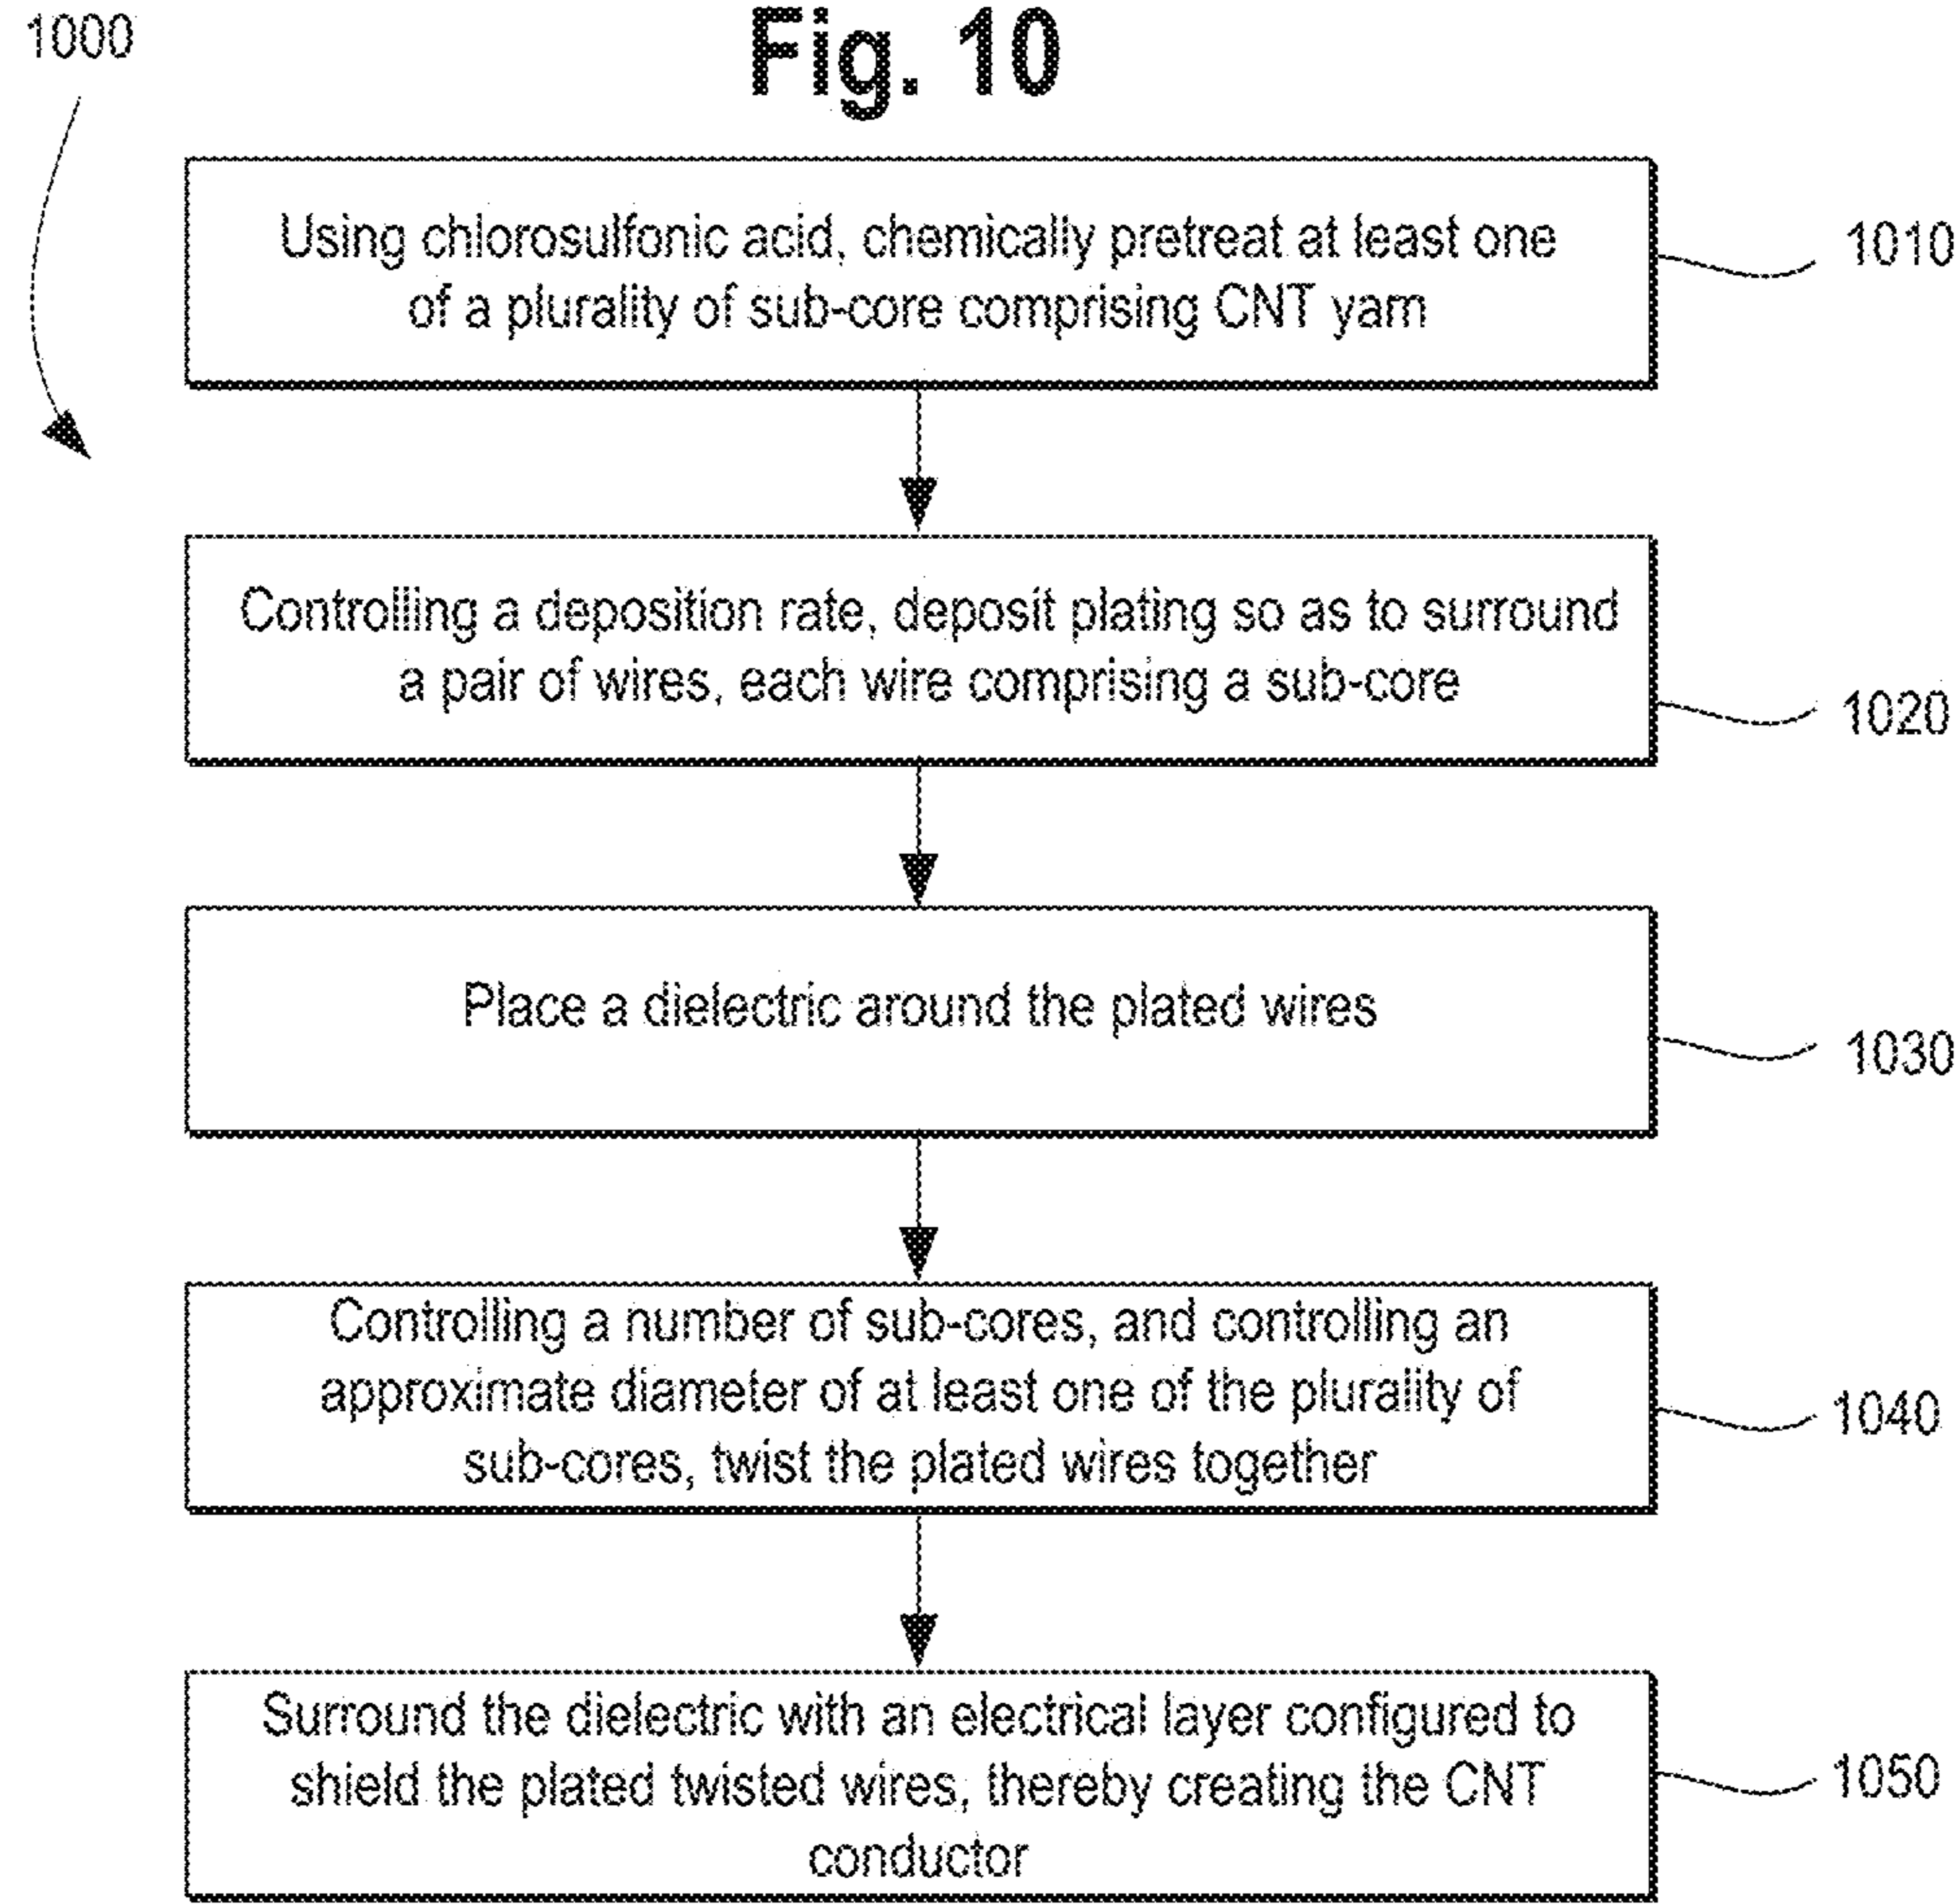 1000
Fig. 10
Using chlorosulfonic acid, chemically pretreat at least one
of a plurality of sub-core comprising CNT yarn
1010
Controlling a deposition rate, deposit plating so as to surround
a pair of wires, each wire comprising a sub-core
1020
Place a dielectric around the plated wires
1030
Controlling a number of sub-cores, and controlling an
approximate diameter of at least one of the plurality of
sub-cores, twist the plated wires together
1040
Surround the dielectric with an electrical layer configured to
shield the plated twisted wires, thereby creating the CNT
conductor
1050